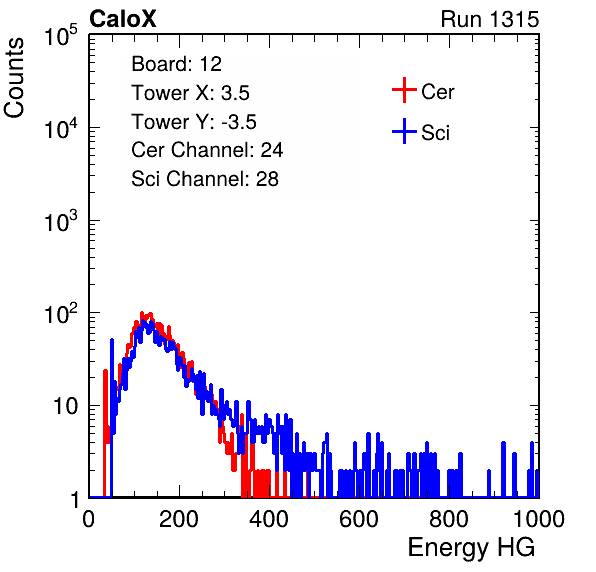 CaloX Run 1315
Counts
10^5
10^4
10^3
10^2
10
1
Board: 12
Tower X: 3.5
Tower Y: -3.5
Cer Channel: 24
Sci Channel: 28
Cer
Sci
0 200 400 600 800 1000
Energy HG